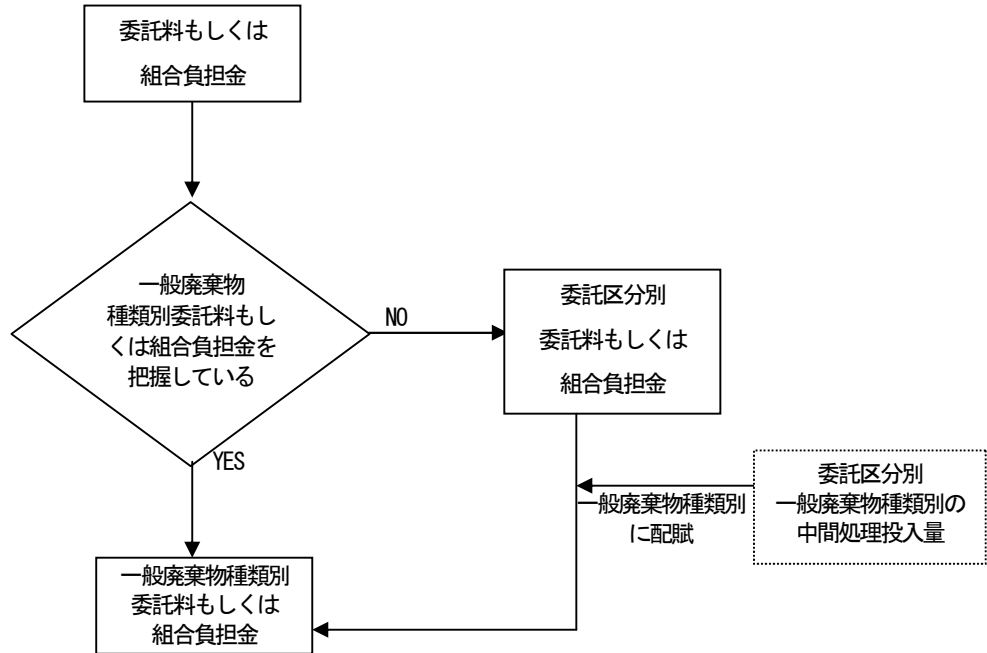 委託料もしくは
組合負担金
一般廃棄物
種類別委託料もし
くは組合負担金を
把握している
NO
委託区分別
委託料もしくは
組合負担金
YES
委託区分別
一般廃棄物種類別の
中間処理投入量
一般廃棄物種類別
に配賦
一般廃棄物種類別
委託料もしくは
組合負担金